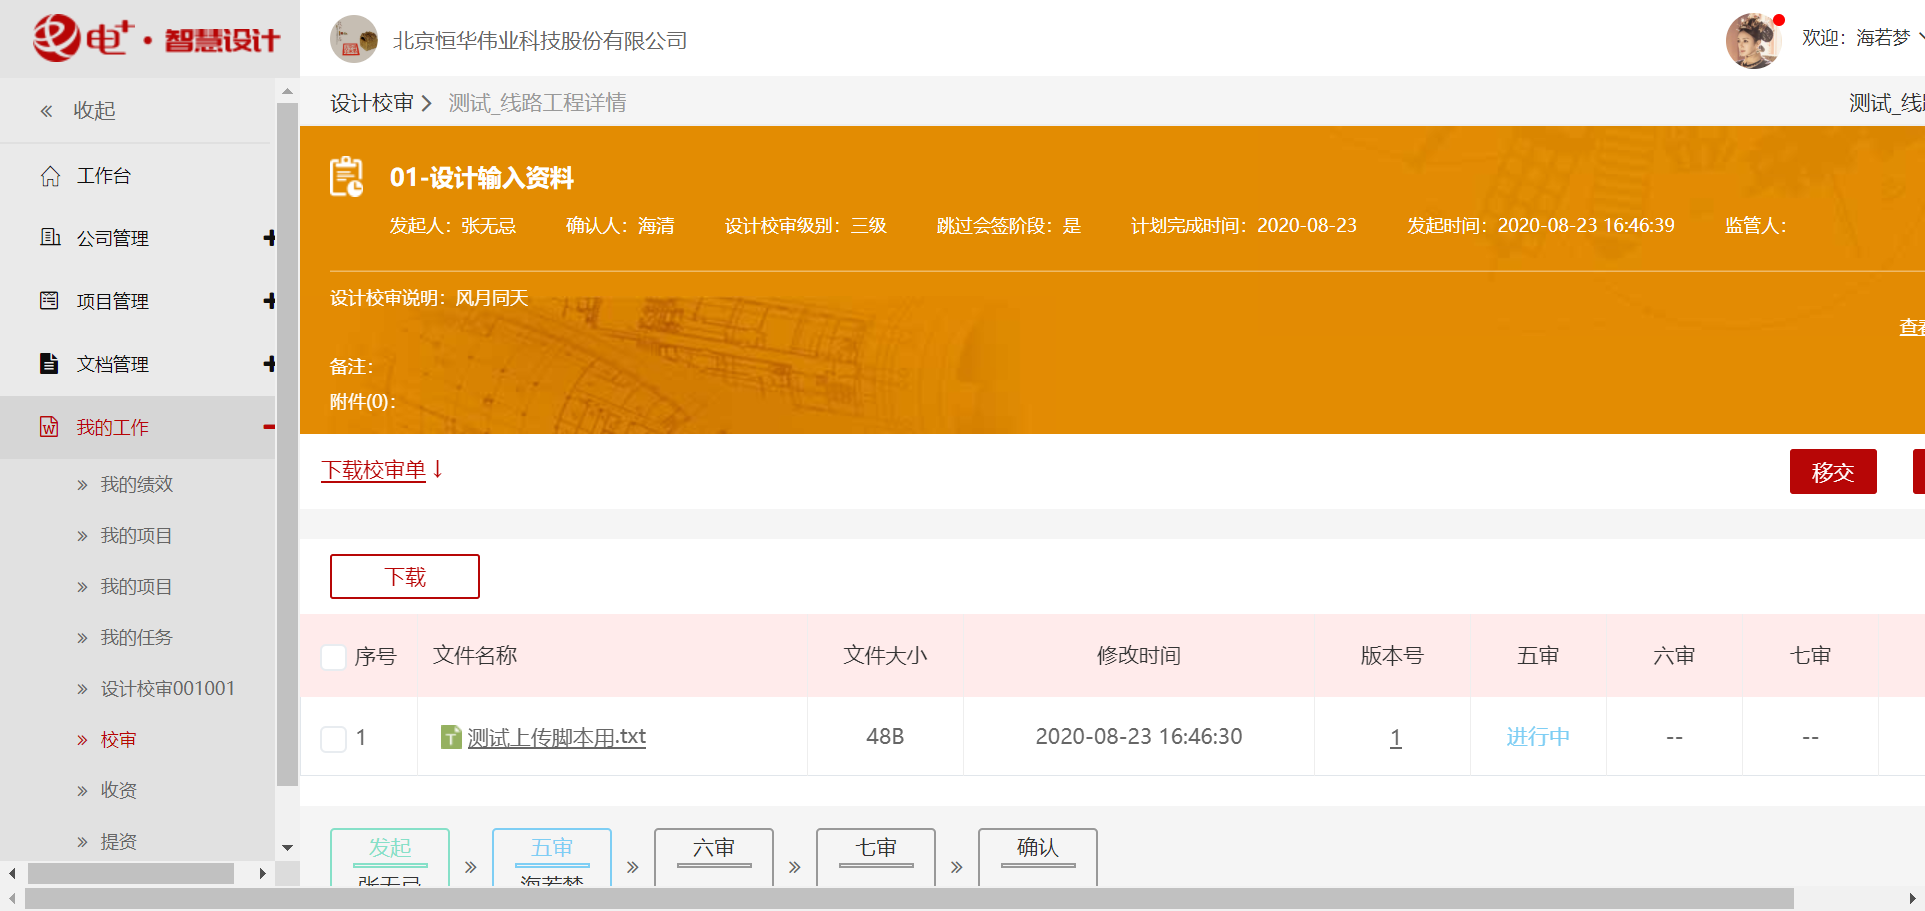 电+·智慧设计
北京恒华伟业科技股份有限公司
欢迎：海若梦
收起
设计校审 测试_线路工程详情
测试_线
工作台
公司管理
项目管理
文档管理
我的工作
我的绩效
我的项目
我的项目
我的任务
设计校审001001
校审
收资
提资
01-设计输入资料
发起人：张无忌 确认人：海清 设计校审级别：三级 跳过会签阶段：是 计划完成时间：2020-08-23 发起时间：2020-08-23 16:46:39 监管人：
设计校审说明：风月同天
查看
备注：
附件(0)：
下载校审单
移交
下载
序号 文件名称 文件大小 修改时间 版本号 五审 六审 七审
1 测试上传脚本用.txt 48B 2020-08-23 16:46:30 1 进行中 -- --
发起 » 五审 » 六审 » 七审 » 确认
张无忌 海若梦